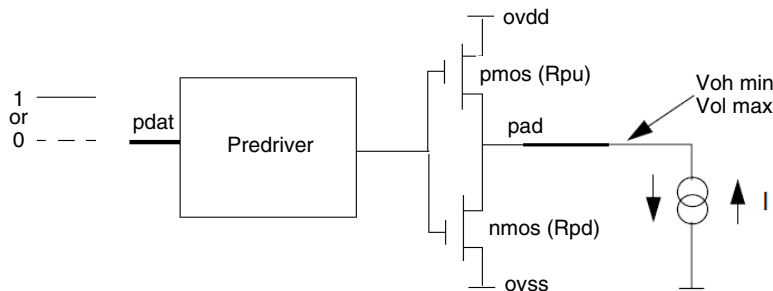 ovdd
pmos (Rpu)
Voh min
Vol max
1
or
0
pdat
Predriver
pad
nmos (Rpd)
I
ovss